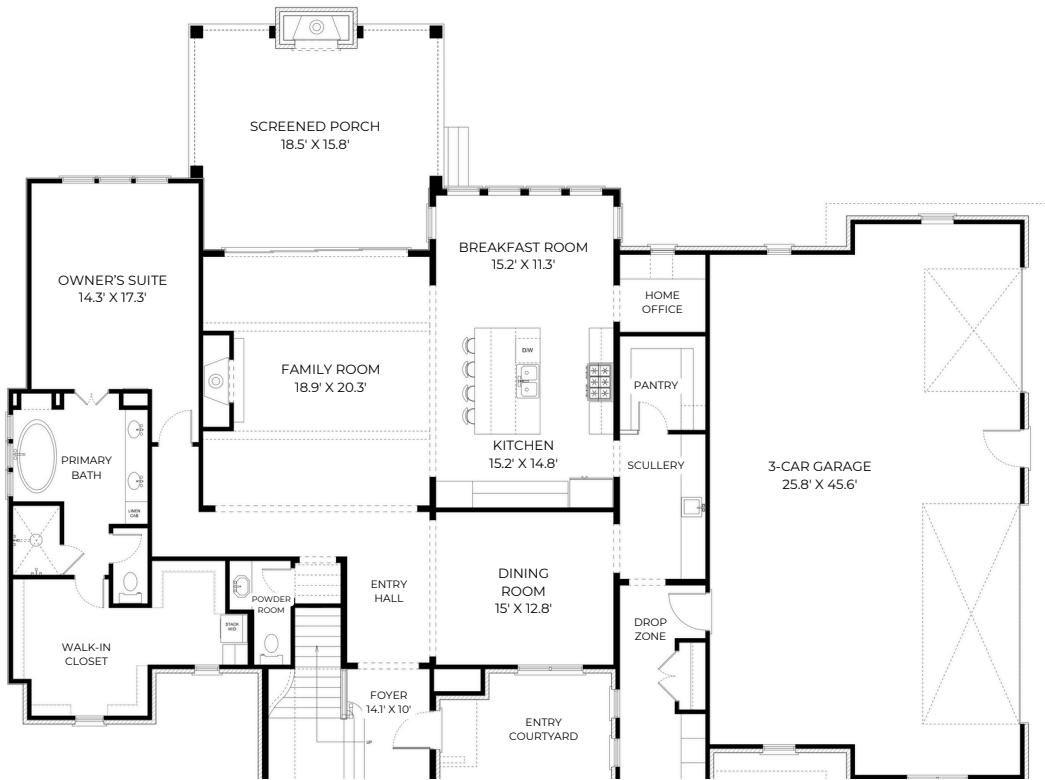 SCREENED PORCH
18.5' X 15.8'
BREAKFAST ROOM
15.2' X 11.3'
OWNER'S SUITE
14.3' X 17.3'
HOME
OFFICE
D/W
FAMILY ROOM
18.9' X 20.3'
PANTRY
KITCHEN
15.2' X 14.8'
PRIMARY
BATH
SCULLERY
3-CAR GARAGE
25.8' X 45.6'
LINEN
CAB
ENTRY
HALL
DINING
ROOM
15' X 12.8'
POWDER
ROOM
STACK
W/D
DROP
ZONE
WALK-IN
CLOSET
FOYER
14.1' X 10'
ENTRY
COURTYARD
UP